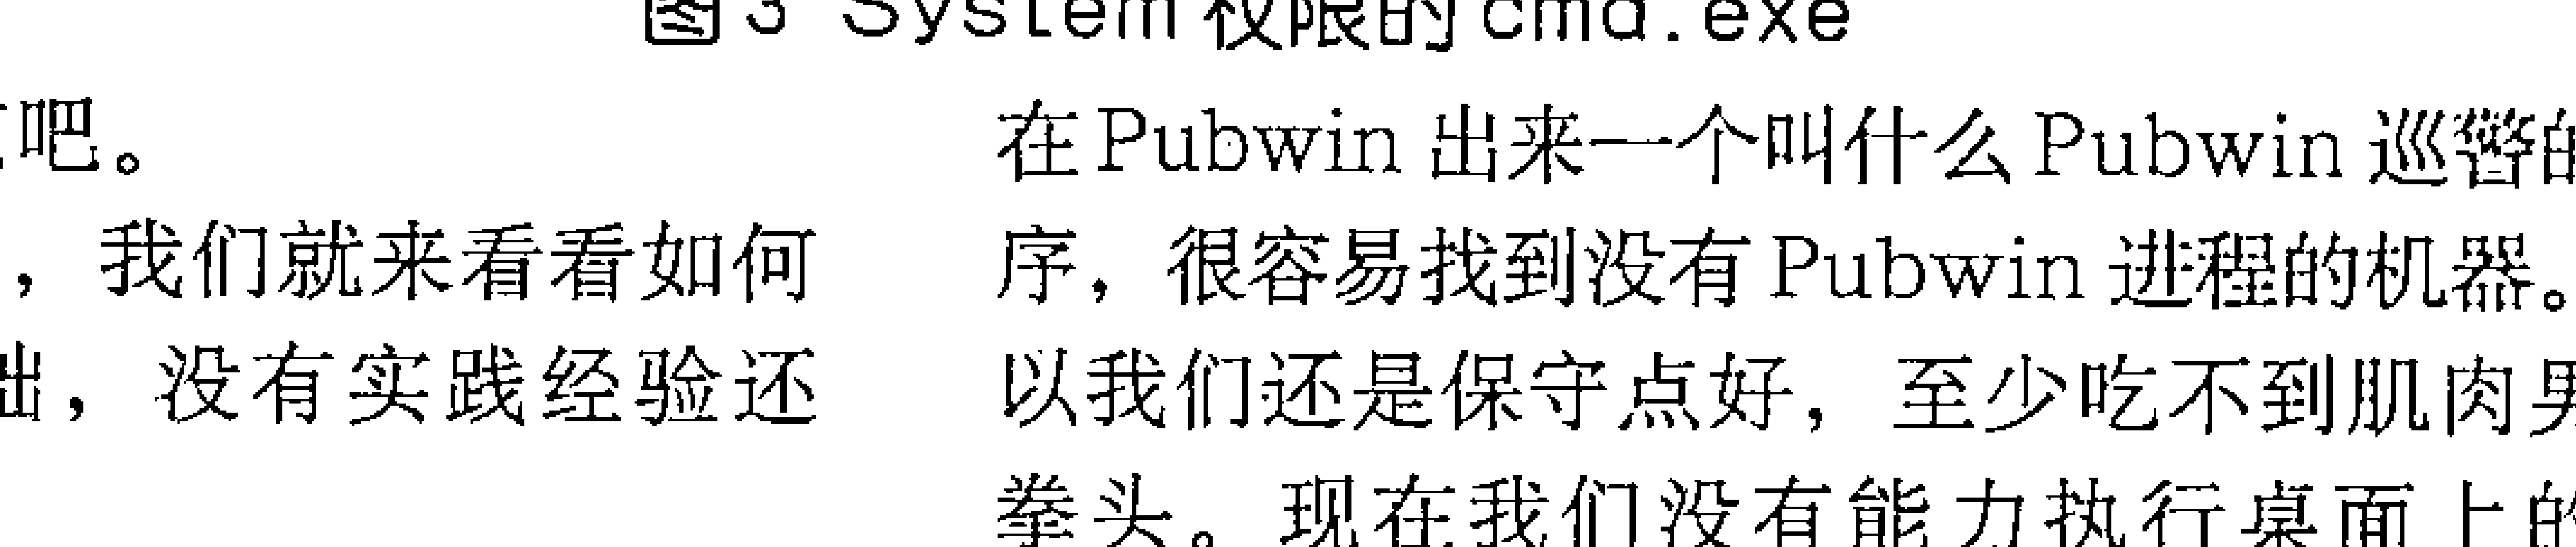 图3 System权限的cmd.exe
吧。
，我们就来看看如何
出，没有实践经验还
在Pubwin出来一个叫什么Pubwin巡警的
序，很容易找到没有Pubwin进程的机器。
以我们还是保守点好，至少吃不到肌肉男
拳头。现在我们没有能力执行桌面上的